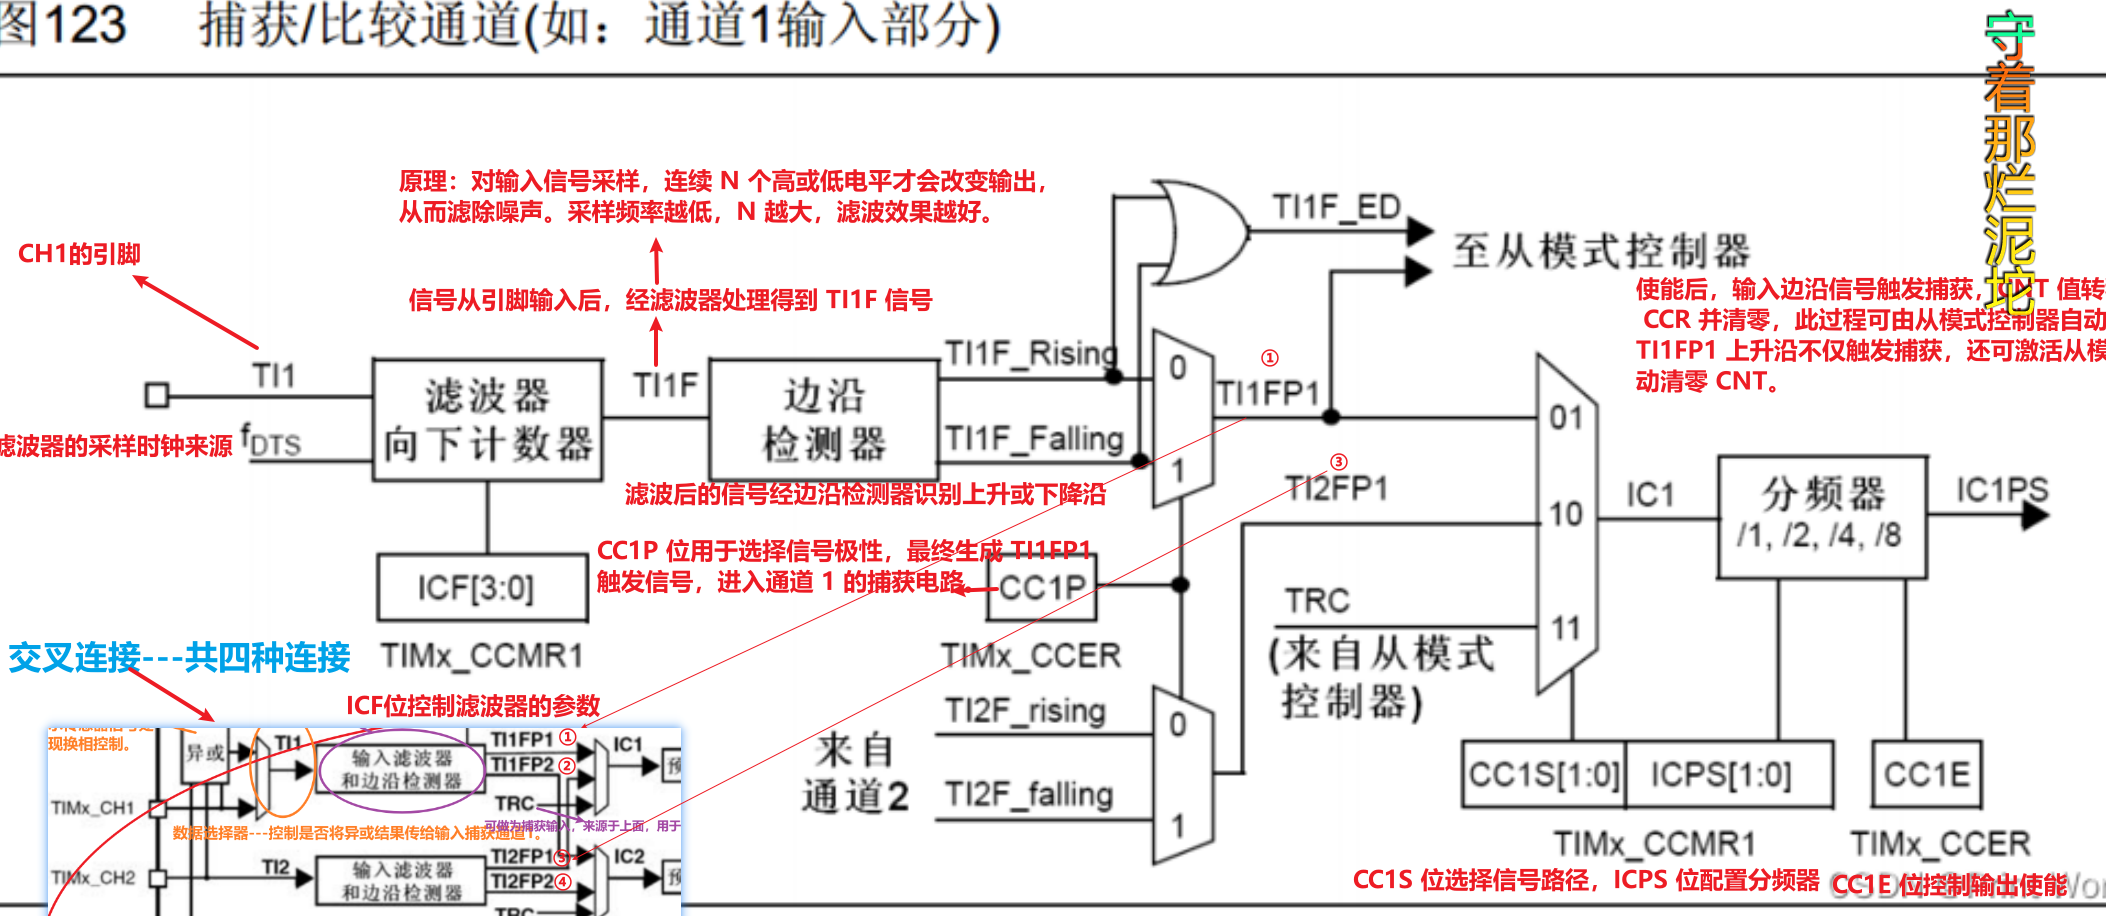 图123 捕获/比较通道(如：通道1输入部分)
守着那烂泥坨
原理：对输入信号采样，连续 N 个高或低电平才会改变输出，
从而滤除噪声。采样频率越低，N 越大，滤波效果越好。
CH1的引脚
信号从引脚输入后，经滤波器处理得到 TI1F 信号
TI1F_ED
至从模式控制器
使能后，输入边沿信号触发捕获，CNT 值转
CCR 并清零，此过程可由从模式控制器自动
TI1FP1 上升沿不仅触发捕获，还可激活从模
动清零 CNT。
TI1
滤波器
向下计数器
TI1F
边沿
检测器
TI1F_Rising
TI1F_Falling
0
1
①
TI1FP1
滤波器的采样时钟来源
fDTS
滤波后的信号经边沿检测器识别上升或下降沿
③
TI2FP1
01
10
11
IC1
分频器
/1, /2, /4, /8
IC1PS
CC1P 位用于选择信号极性，最终生成 TI1FP1
触发信号，进入通道 1 的捕获电路。
ICF[3:0]
TIMx_CCMR1
CC1P
TIMx_CCER
TRC
(来自从模式
控制器)
交叉连接---共四种连接
ICF位控制滤波器的参数
来自
通道2
TI2F_rising
TI2F_falling
0
1
CC1S[1:0]
ICPS[1:0]
CC1E
TIMx_CCMR1
TIMx_CCER
CC1S 位选择信号路径，ICPS 位配置分频器
CC1E 位控制输出使能
现换相控制。
异或
TI1
输入滤波器
和边沿检测器
TI1FP1 ①
TI1FP2 ②
IC1
预
TRC
TIMx_CH1
可做为捕获输入，来源于上面，用于
数据选择器---控制是否将异或结果传给输入捕获通道1。
TIMx_CH2
TI2
输入滤波器
和边沿检测器
TI2FP1 ③
TI2FP2 ④
IC2
预
TRC